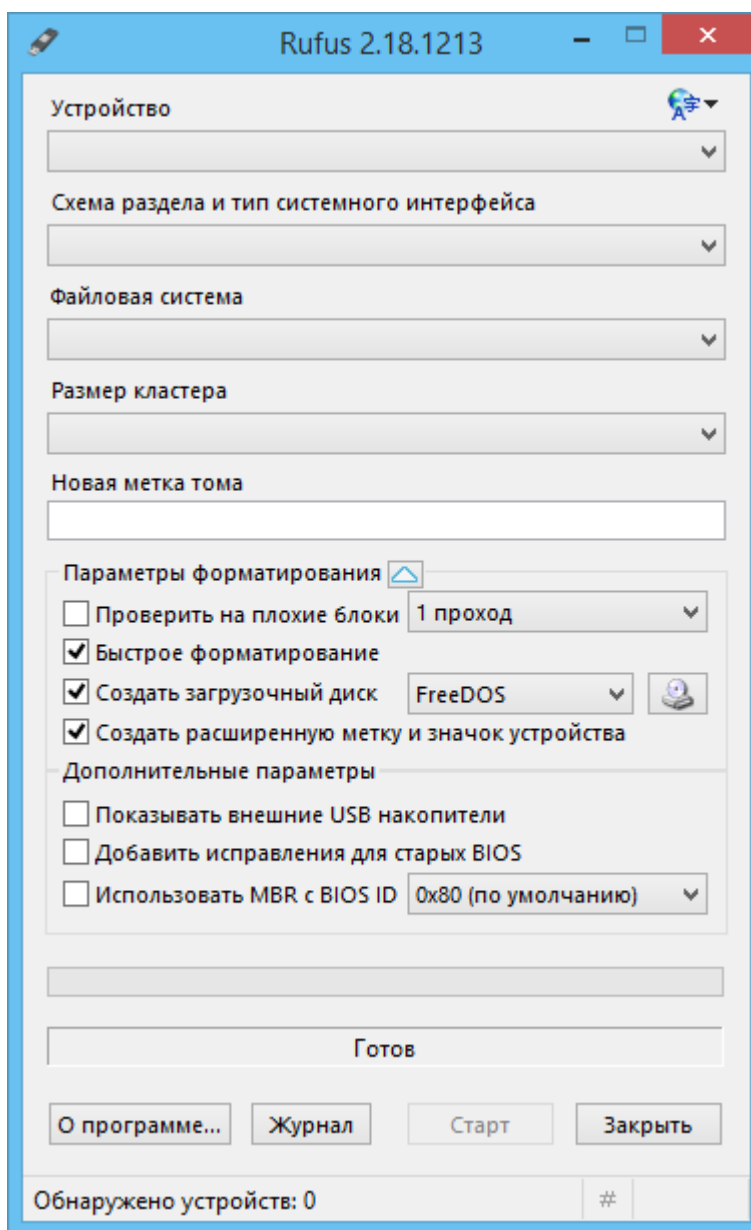 Rufus 2.18.1213
Устройство
Схема раздела и тип системного интерфейса
Файловая система
Размер кластера
Новая метка тома
Параметры форматирования
Проверить на плохие блоки 1 проход
Быстрое форматирование
Создать загрузочный диск FreeDOS
Создать расширенную метку и значок устройства
Дополнительные параметры
Показывать внешние USB накопители
Добавить исправления для старых BIOS
Использовать MBR с BIOS ID 0x80 (по умолчанию)
Готов
О программе... Журнал Старт Закрыть
Обнаружено устройств: 0 #